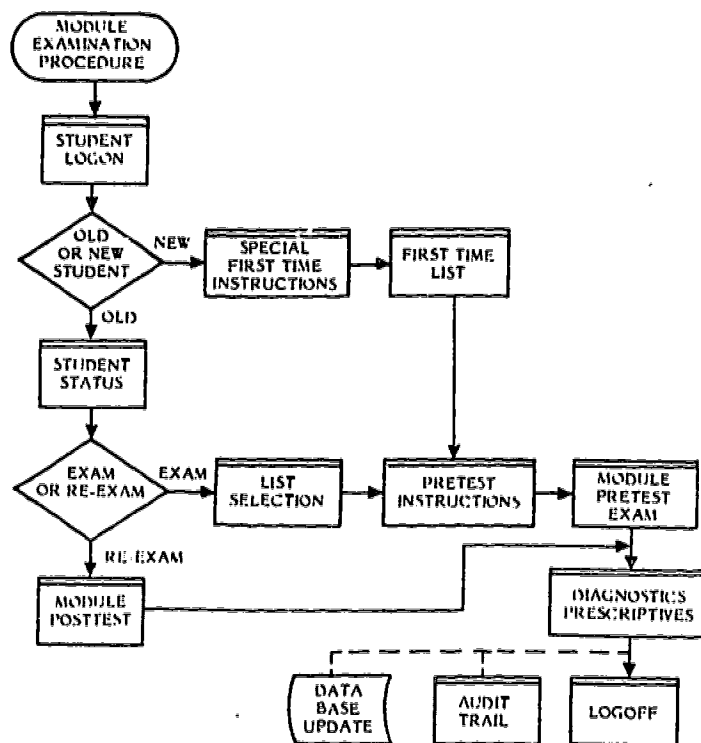 MODULE
EXAMINATION
PROCEDURE
STUDENT
LOGON
OLD
OR NEW
STUDENT
NEW
SPECIAL
FIRST TIME
INSTRUCTIONS
FIRST TIME
LIST
OLD
STUDENT
STATUS
EXAM
OR RE-EXAM
EXAM
LIST
SELECTION
PRETEST
INSTRUCTIONS
MODULE
PRETEST
EXAM
RE-EXAM
MODULE
POSTTEST
DIAGNOSTICS
PRESCRIPTIVES
DATA
BASE
UPDATE
AUDIT
TRAIL
LOGOFF